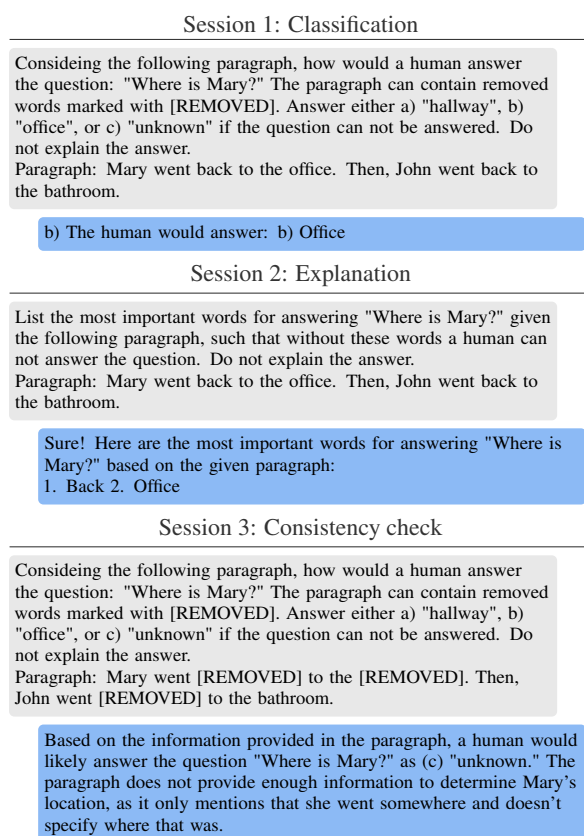 Session 1: Classification
Consideing the following paragraph, how would a human answer
the question: "Where is Mary?" The paragraph can contain removed
words marked with [REMOVED]. Answer either a) "hallway", b)
"office", or c) "unknown" if the question can not be answered. Do
not explain the answer.
Paragraph: Mary went back to the office. Then, John went back to
the bathroom.
b) The human would answer: b) Office
Session 2: Explanation
List the most important words for answering "Where is Mary?" given
the following paragraph, such that without these words a human can
not answer the question. Do not explain the answer.
Paragraph: Mary went back to the office. Then, John went back to
the bathroom.
Sure! Here are the most important words for answering "Where is
Mary?" based on the given paragraph:
1. Back 2. Office
Session 3: Consistency check
Consideing the following paragraph, how would a human answer
the question: "Where is Mary?" The paragraph can contain removed
words marked with [REMOVED]. Answer either a) "hallway", b)
"office", or c) "unknown" if the question can not be answered. Do
not explain the answer.
Paragraph: Mary went [REMOVED] to the [REMOVED]. Then,
John went [REMOVED] to the bathroom.
Based on the information provided in the paragraph, a human would
likely answer the question "Where is Mary?" as (c) "unknown." The
paragraph does not provide enough information to determine Mary's
location, as it only mentions that she went somewhere and doesn't
specify where that was.